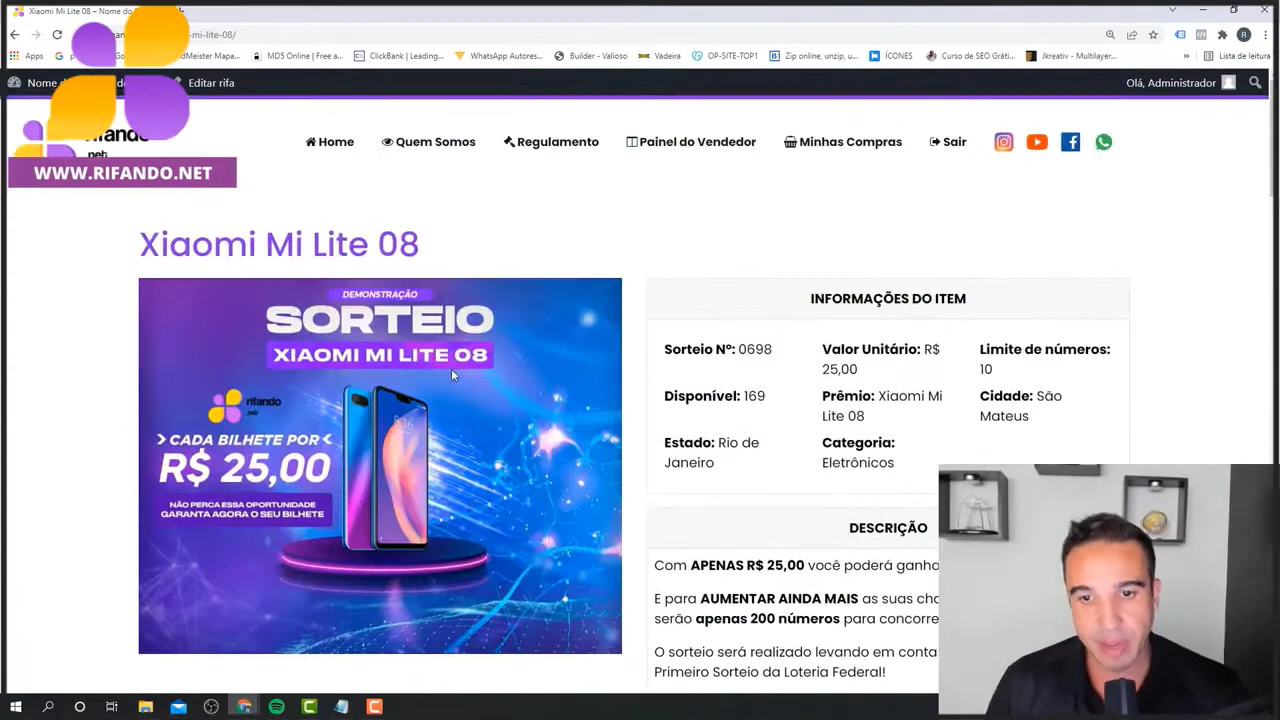 Xiaomi Mi Lite 08 – Nome do
-mi-lite-08/
Apps
MeisterMapa...
MD5 Online | Free a...
ClickBank | Leading...
WhatsApp Autores...
Builder - Valioso
Vadeira
OP-SITE-TOP1
Zip online, unzip, u...
ÍCONES
Curso de SEO Gráti...
Jkreativ - Multilayer...
»
Lista de leitura
Nome d
Editar rifa
Olá, Administrador
net
WWW.RIFANDO.NET
Home
Quem Somos
Regulamento
Painel do Vendedor
Minhas Compras
Sair
Xiaomi Mi Lite 08
DEMONSTRAÇÃO
SORTEIO
XIAOMI MI LITE 08
rifando
.net
CADA BILHETE POR
R$ 25,00
NÃO PERCA ESSA OPORTUNIDADE
GARANTA AGORA O SEU BILHETE
INFORMAÇÕES DO ITEM
Sorteio Nº: 0698
Valor Unitário: R$
25,00
Limite de números:
10
Disponível: 169
Prêmio: Xiaomi Mi
Lite 08
Cidade: São
Mateus
Estado: Rio de
Janeiro
Categoria:
Eletrônicos
DESCRIÇÃO
Com APENAS R$ 25,00 você poderá ganha
E para AUMENTAR AINDA MAIS as suas cha
serão apenas 200 números para concorre
O sorteio será realizado levando em conta
Primeiro Sorteio da Loteria Federal!